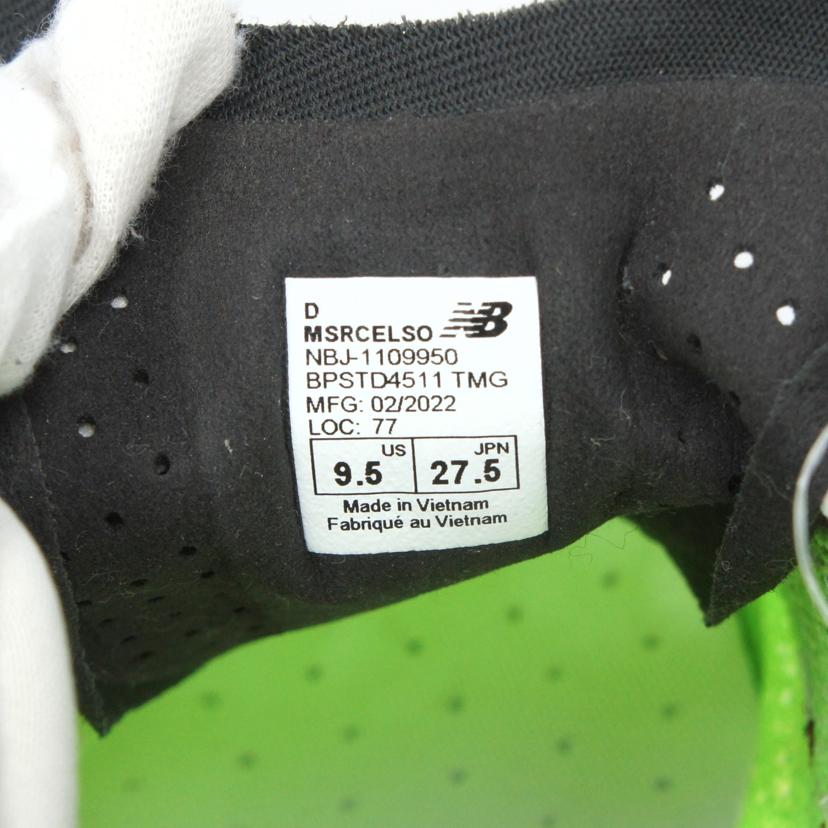 D
MSRCELSO NB
NBJ-1109950
BPSTD4511 TMG
MFG: 02/2022
LOC: 77
US JPN
9.5 27.5
Made in Vietnam
Fabriqué au Vietnam